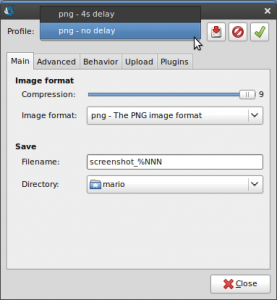 png - 4s delay
Profile: png - no delay
Main Advanced Behavior Upload Plugins
Image format
Compression: 9
Image format: png - The PNG image format
Save
Filename: screenshot_%NNN
Directory: mario
Close